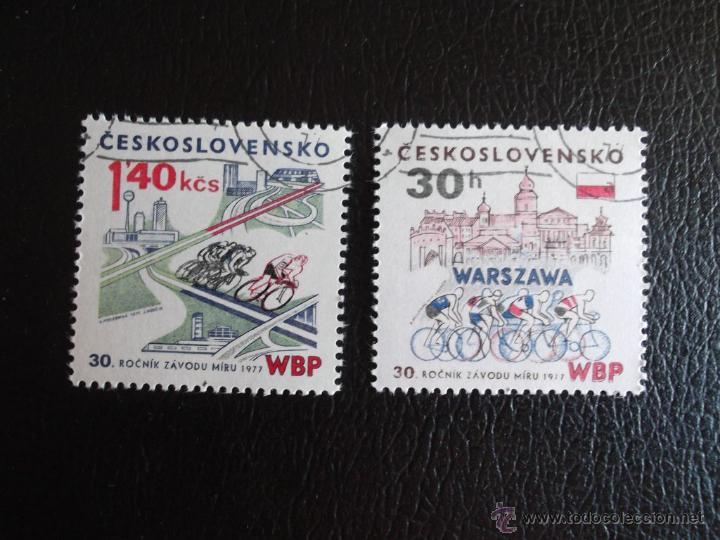 ČESKOSLOVENSKO
1'40 kčs
30. ROČNÍK ZÁVODU MÍRU 1977 WBP
ČESKOSLOVENSKO
30h
WARSZAWA
30. ROČNÍK ZÁVODU MÍRU 1977 WBP
© todocoleccion.net